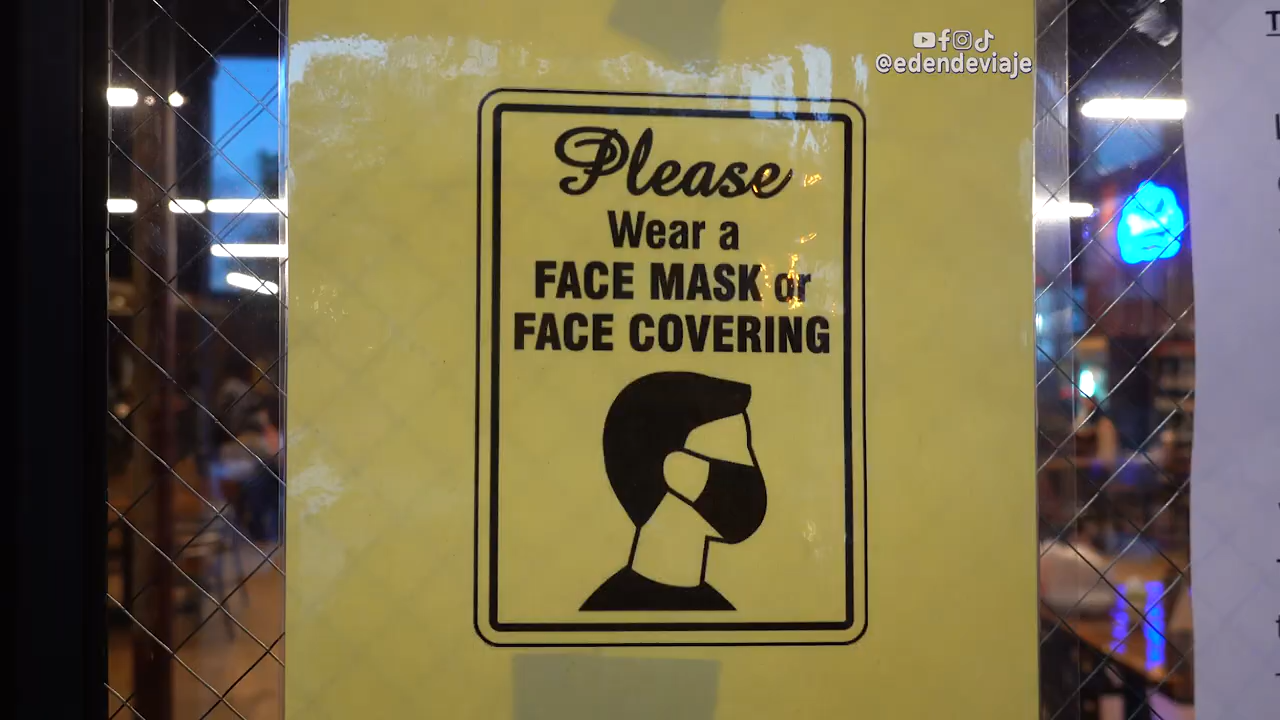 @edendeviaje
Please
Wear a
FACE MASK or
FACE COVERING